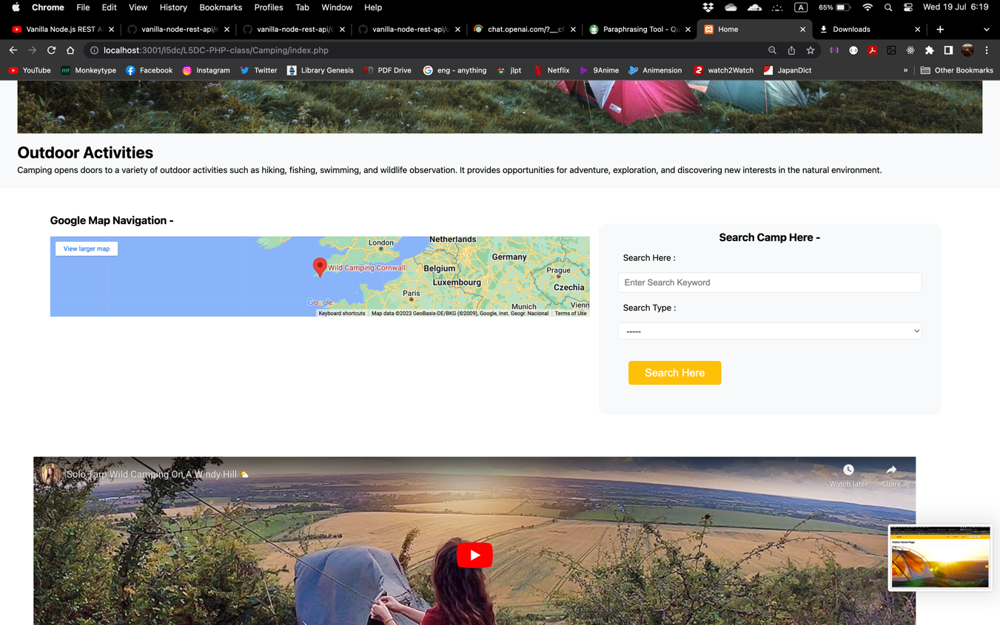 Chrome File Edit View History Bookmarks Profiles Tab Window Help A 65% Wed 19 Jul 6:19
Vanilla Node.js REST A vanilla-node-rest-api/r vanilla-node-rest-api/c vanilla-node-rest-api/u chat.openai.com/?__cf Paraphrasing Tool - Qu Home Downloads
localhost:3001/l5dc/L5DC-PHP-class/Camping/index.php
YouTube mt Monkeytype Facebook Instagram Twitter Library Genesis PDF Drive eng - anything jlpt Netflix 9Anime Animension watch2Watch JapanDict » Other Bookmarks
Outdoor Activities
Camping opens doors to a variety of outdoor activities such as hiking, fishing, swimming, and wildlife observation. It provides opportunities for adventure, exploration, and discovering new interests in the natural environment.
Google Map Navigation -
View larger map
London
Netherlands
Germany
Wild Camping Cornwall
Belgium
Prague
Luxembourg
Czechia
Paris
Munich
Vienn
Google
Keyboard shortcuts Map data ©2023 GeoBasis-DE/BKG (©2009), Google, Inst. Geogr. Nacional Terms of Use
Search Camp Here -
Search Here :
Enter Search Keyword
Search Type :
-----
Search Here
Solo Tarp Wild Camping On A Windy Hill 🌤️
Watch later Share
Visitor Home Page